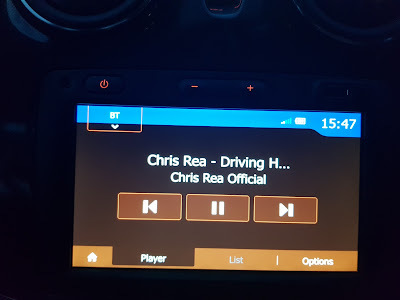 BT
15:47
Chris Rea - Driving H...
Chris Rea Official
Player
List
Options